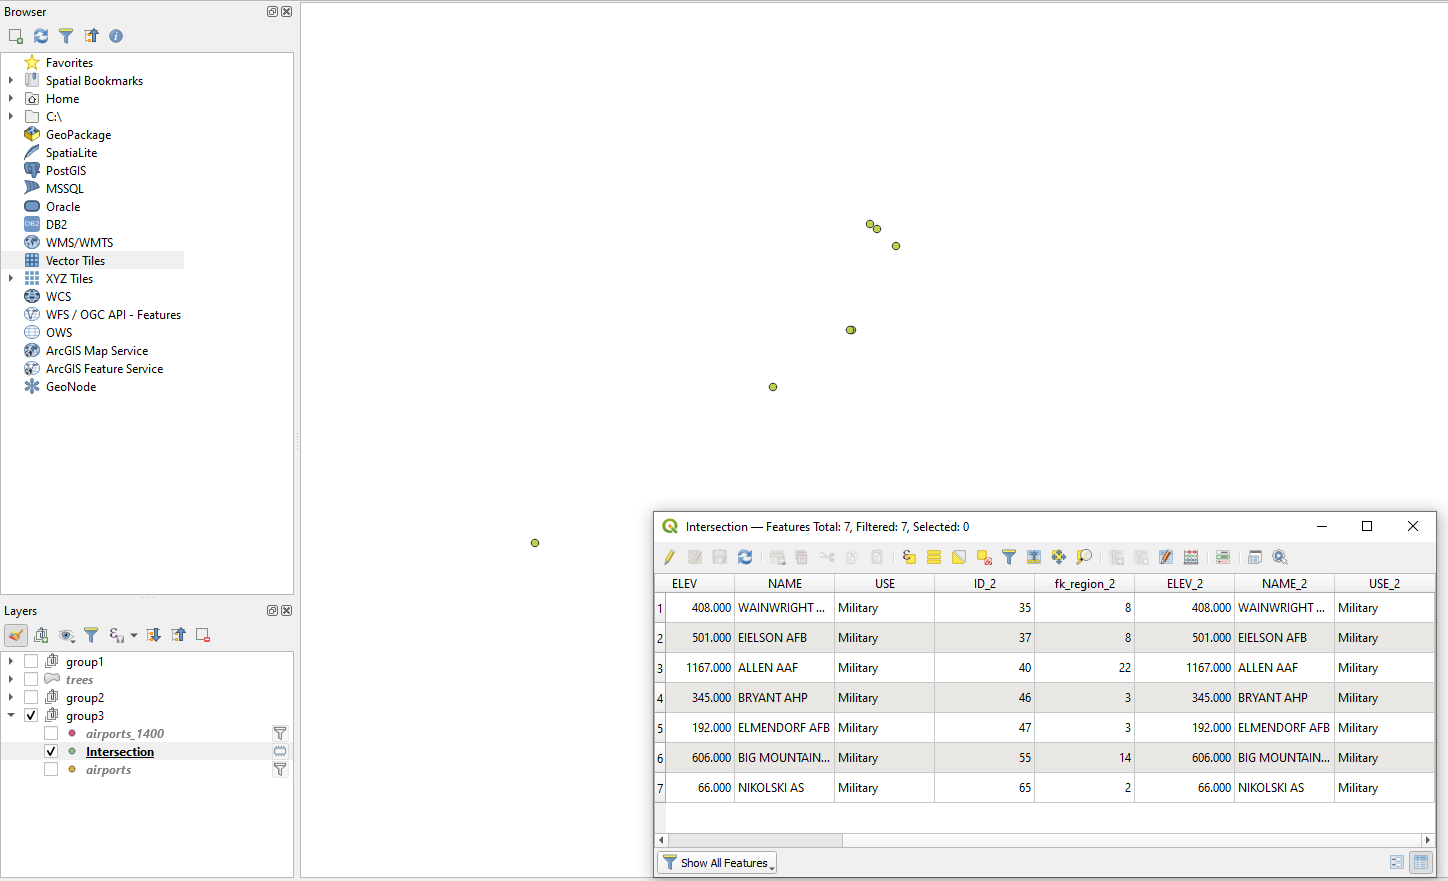 Browser
Favorites
Spatial Bookmarks
Home
C:\
GeoPackage
SpatiaLite
PostGIS
MSSQL
Oracle
DB2
DB2
WMS/WMTS
Vector Tiles
XYZ Tiles
WCS
WFS / OGC API - Features
OWS
ArcGIS Map Service
ArcGIS Feature Service
GeoNode
Layers
group1
trees
group2
group3
airports_1400
Intersection
airports
Intersection — Features Total: 7, Filtered: 7, Selected: 0
ELEV NAME USE ID_2 fk_region_2 ELEV_2 NAME_2 USE_2
1 408.000 WAINWRIGHT ... Military 35 8 408.000 WAINWRIGHT ... Military
2 501.000 EIELSON AFB Military 37 8 501.000 EIELSON AFB Military
3 1167.000 ALLEN AAF Military 40 22 1167.000 ALLEN AAF Military
4 345.000 BRYANT AHP Military 46 3 345.000 BRYANT AHP Military
5 192.000 ELMENDORF AFB Military 47 3 192.000 ELMENDORF AFB Military
6 606.000 BIG MOUNTAIN... Military 55 14 606.000 BIG MOUNTAIN... Military
7 66.000 NIKOLSKI AS Military 65 2 66.000 NIKOLSKI AS Military
Show All Features